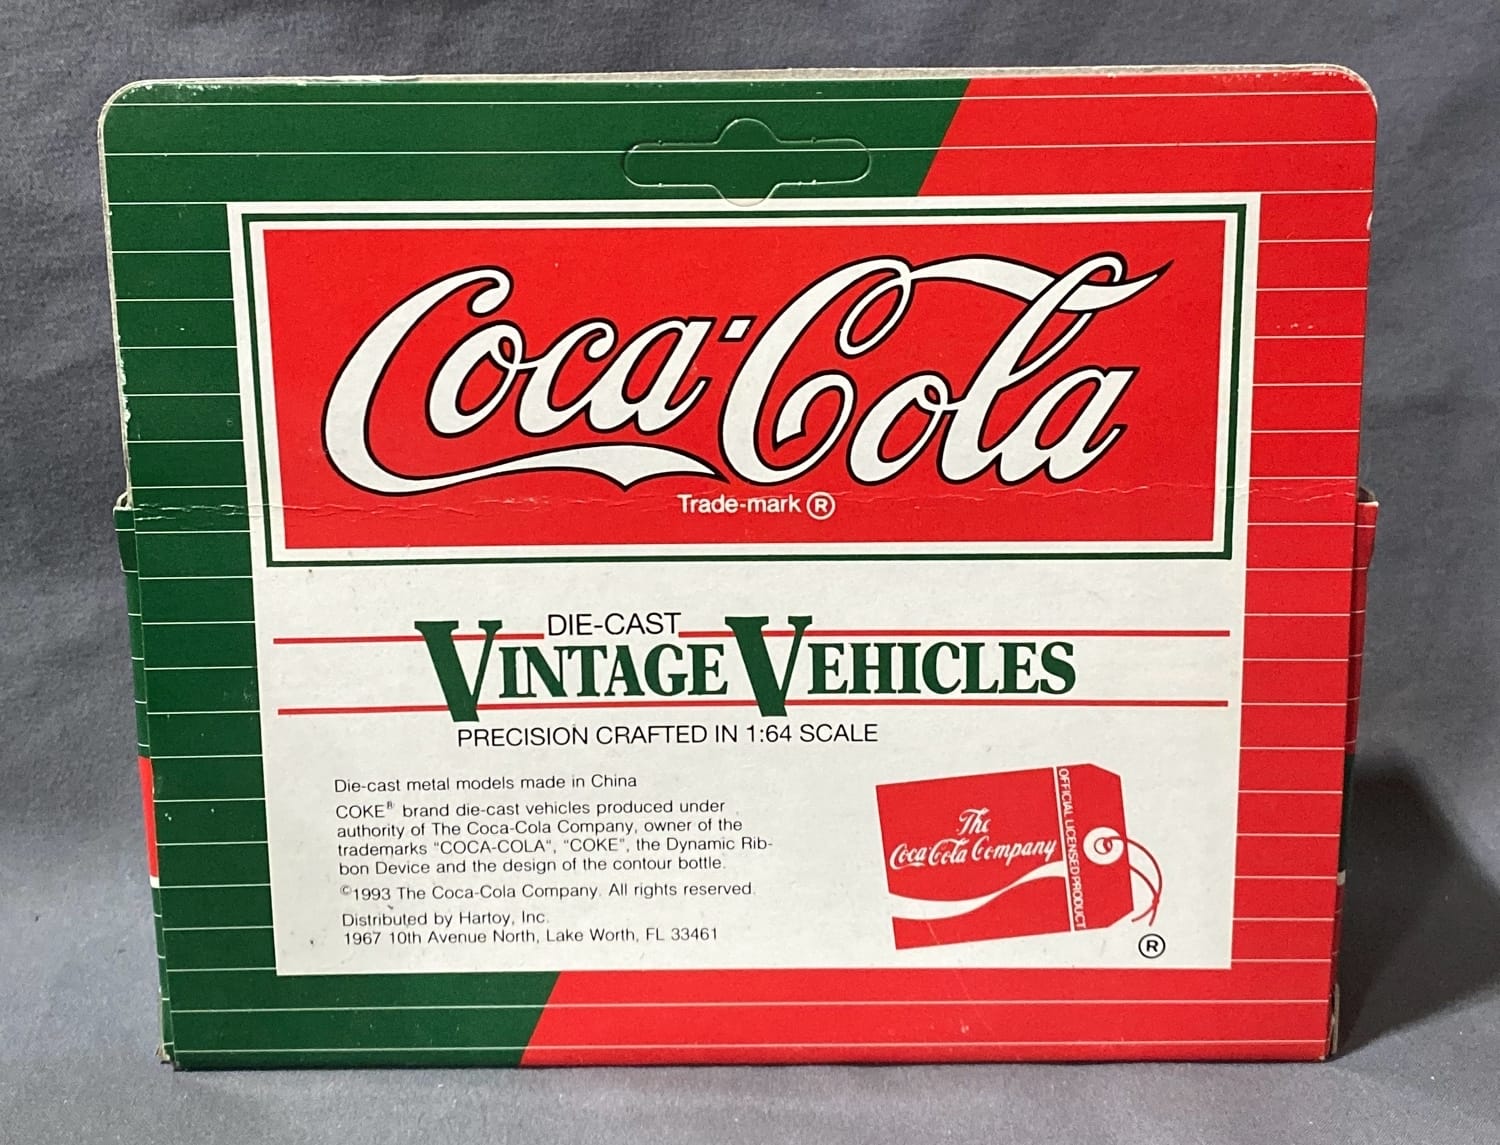 Coca-Cola
Trade-mark ®
DIE-CAST
VINTAGE VEHICLES
PRECISION CRAFTED IN 1:64 SCALE
Die-cast metal models made in China
COKE® brand die-cast vehicles produced under
authority of The Coca-Cola Company, owner of the
trademarks "COCA-COLA", "COKE", the Dynamic Rib-
bon Device and the design of the contour bottle.
©1993 The Coca-Cola Company. All rights reserved.
Distributed by Hartoy, Inc.
1967 10th Avenue North, Lake Worth, FL 33461
The
Coca-Cola Company
OFFICIAL LICENSED PRODUCT
®